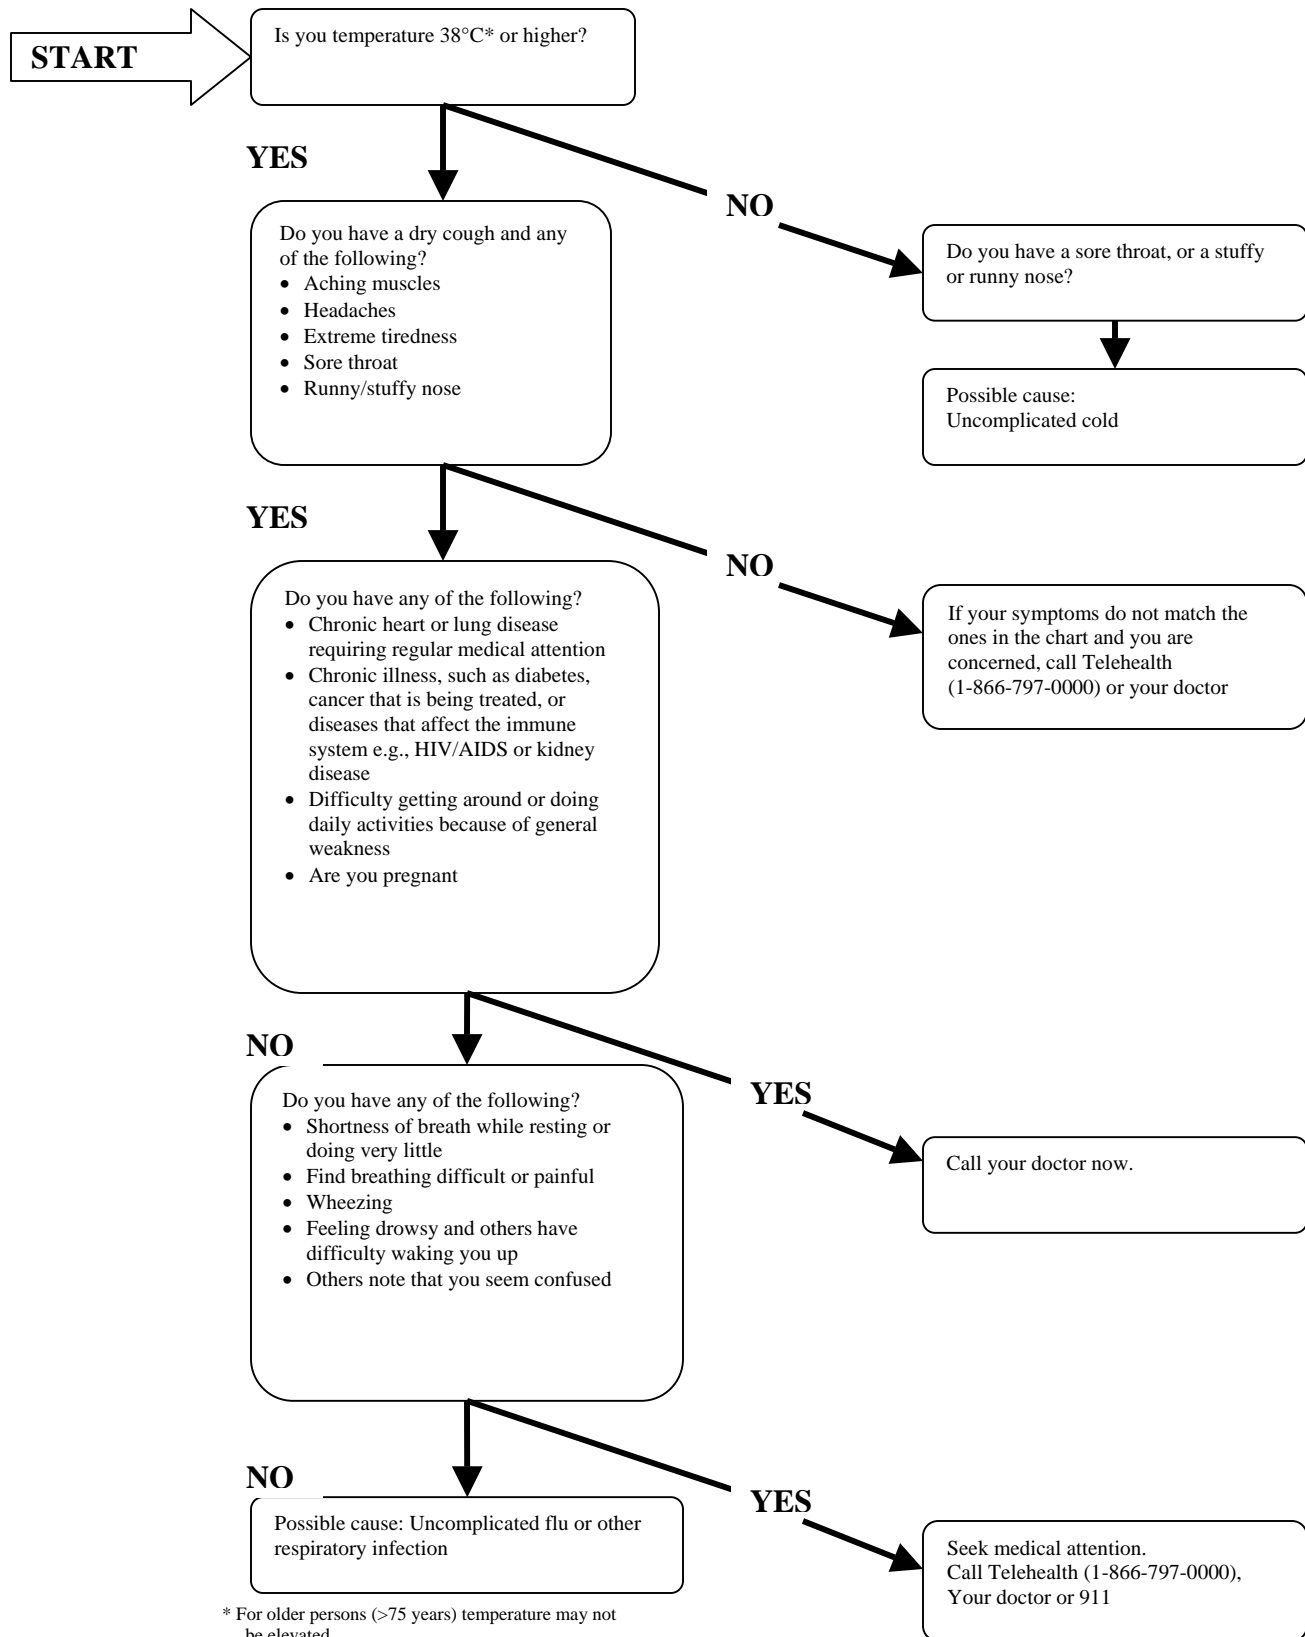 START
Is you temperature 38°C* or higher?
YES
NO
Do you have a dry cough and any
of the following?
• Aching muscles
• Headaches
• Extreme tiredness
• Sore throat
• Runny/stuffy nose
Do you have a sore throat, or a stuffy
or runny nose?
Possible cause:
Uncomplicated cold
YES
NO
Do you have any of the following?
• Chronic heart or lung disease
requiring regular medical attention
• Chronic illness, such as diabetes,
cancer that is being treated, or
diseases that affect the immune
system e.g., HIV/AIDS or kidney
disease
• Difficulty getting around or doing
daily activities because of general
weakness
• Are you pregnant
If your symptoms do not match the
ones in the chart and you are
concerned, call Telehealth
(1-866-797-0000) or your doctor
NO
YES
Do you have any of the following?
• Shortness of breath while resting or
doing very little
• Find breathing difficult or painful
• Wheezing
• Feeling drowsy and others have
difficulty waking you up
• Others note that you seem confused
Call your doctor now.
NO
YES
Possible cause: Uncomplicated flu or other
respiratory infection
Seek medical attention.
Call Telehealth (1-866-797-0000),
Your doctor or 911
* For older persons (>75 years) temperature may not
be elevated